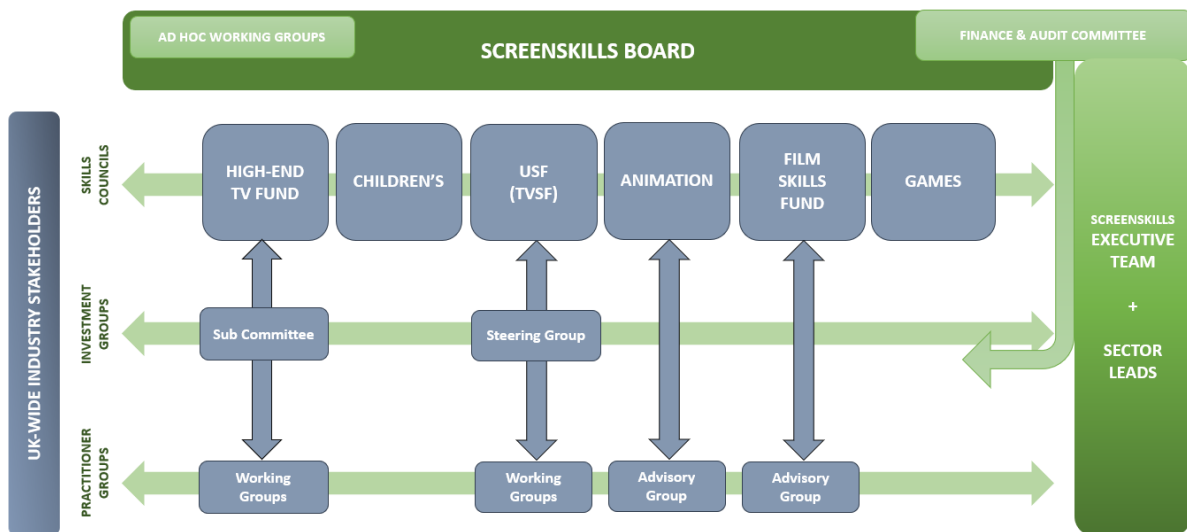 AD HOC WORKING GROUPS
SCREENSKILLS BOARD
FINANCE & AUDIT COMMITTEE
UK-WIDE INDUSTRY STAKEHOLDERS
SKILLS
COUNCILS
HIGH-END
TV FUND
CHILDREN'S
USF
(TVSF)
ANIMATION
FILM
SKILLS
FUND
GAMES
SCREENSKILLS
EXECUTIVE
TEAM
+
SECTOR
LEADS
INVESTMENT
GROUPS
Sub Committee
Steering Group
PRACTITIONER
GROUPS
Working
Groups
Working
Groups
Advisory
Group
Advisory
Group